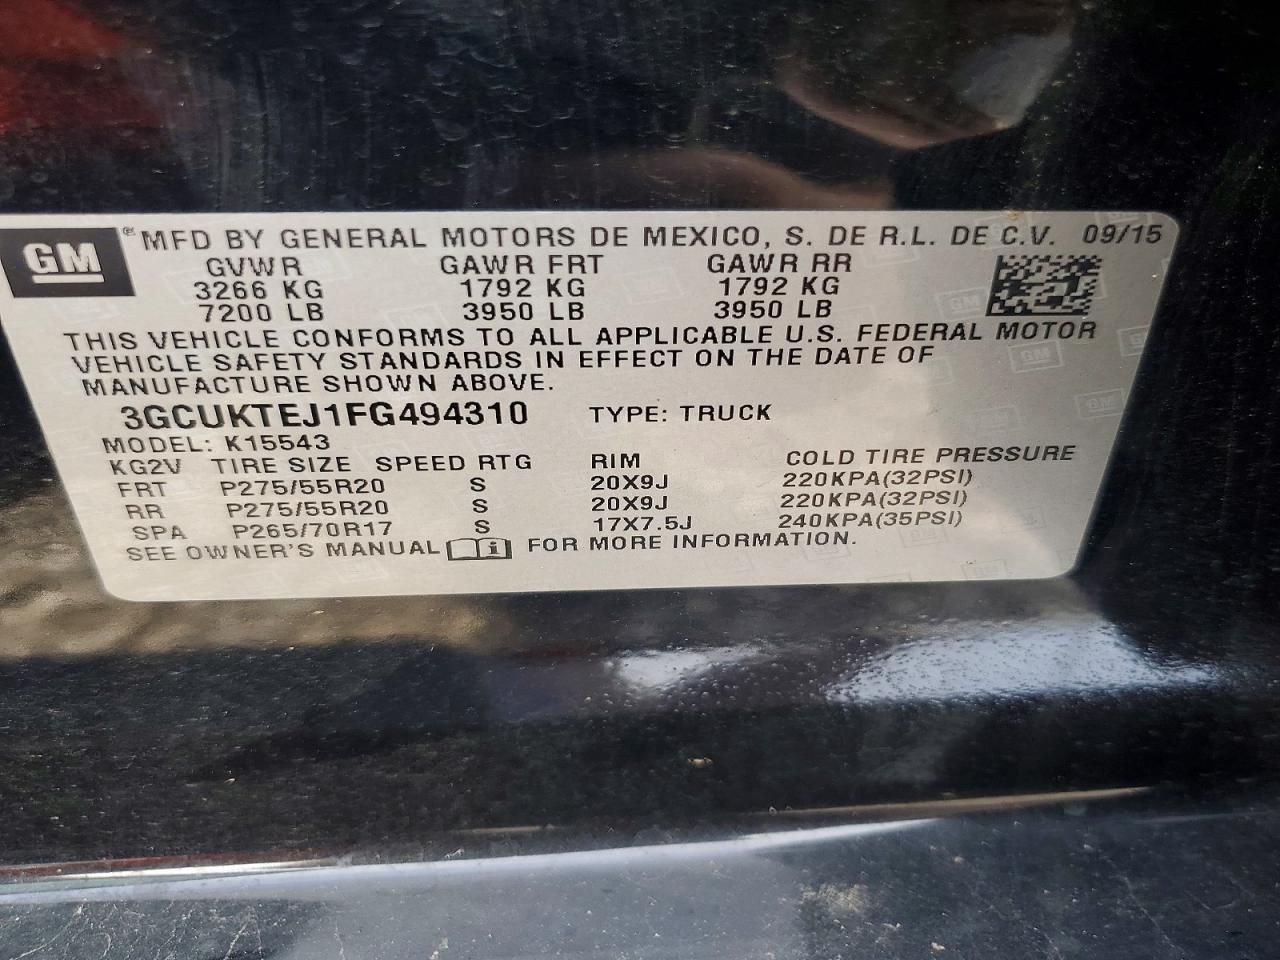 GM ® MFD BY GENERAL MOTORS DE MEXICO, S. DE R.L. DE C.V. 09/15
GVWR GAWR FRT GAWR RR
3266 KG 1792 KG 1792 KG
7200 LB 3950 LB 3950 LB
THIS VEHICLE CONFORMS TO ALL APPLICABLE U.S. FEDERAL MOTOR
VEHICLE SAFETY STANDARDS IN EFFECT ON THE DATE OF
MANUFACTURE SHOWN ABOVE.
3GCUKTEJ1FG494310 TYPE: TRUCK
MODEL: K15543
KG2V TIRE SIZE SPEED RTG RIM COLD TIRE PRESSURE
FRT P275/55R20 S 20X9J 220KPA(32PSI)
RR P275/55R20 S 20X9J 220KPA(32PSI)
SPA P265/70R17 S 17X7.5J 240KPA(35PSI)
SEE OWNER'S MANUAL FOR MORE INFORMATION.